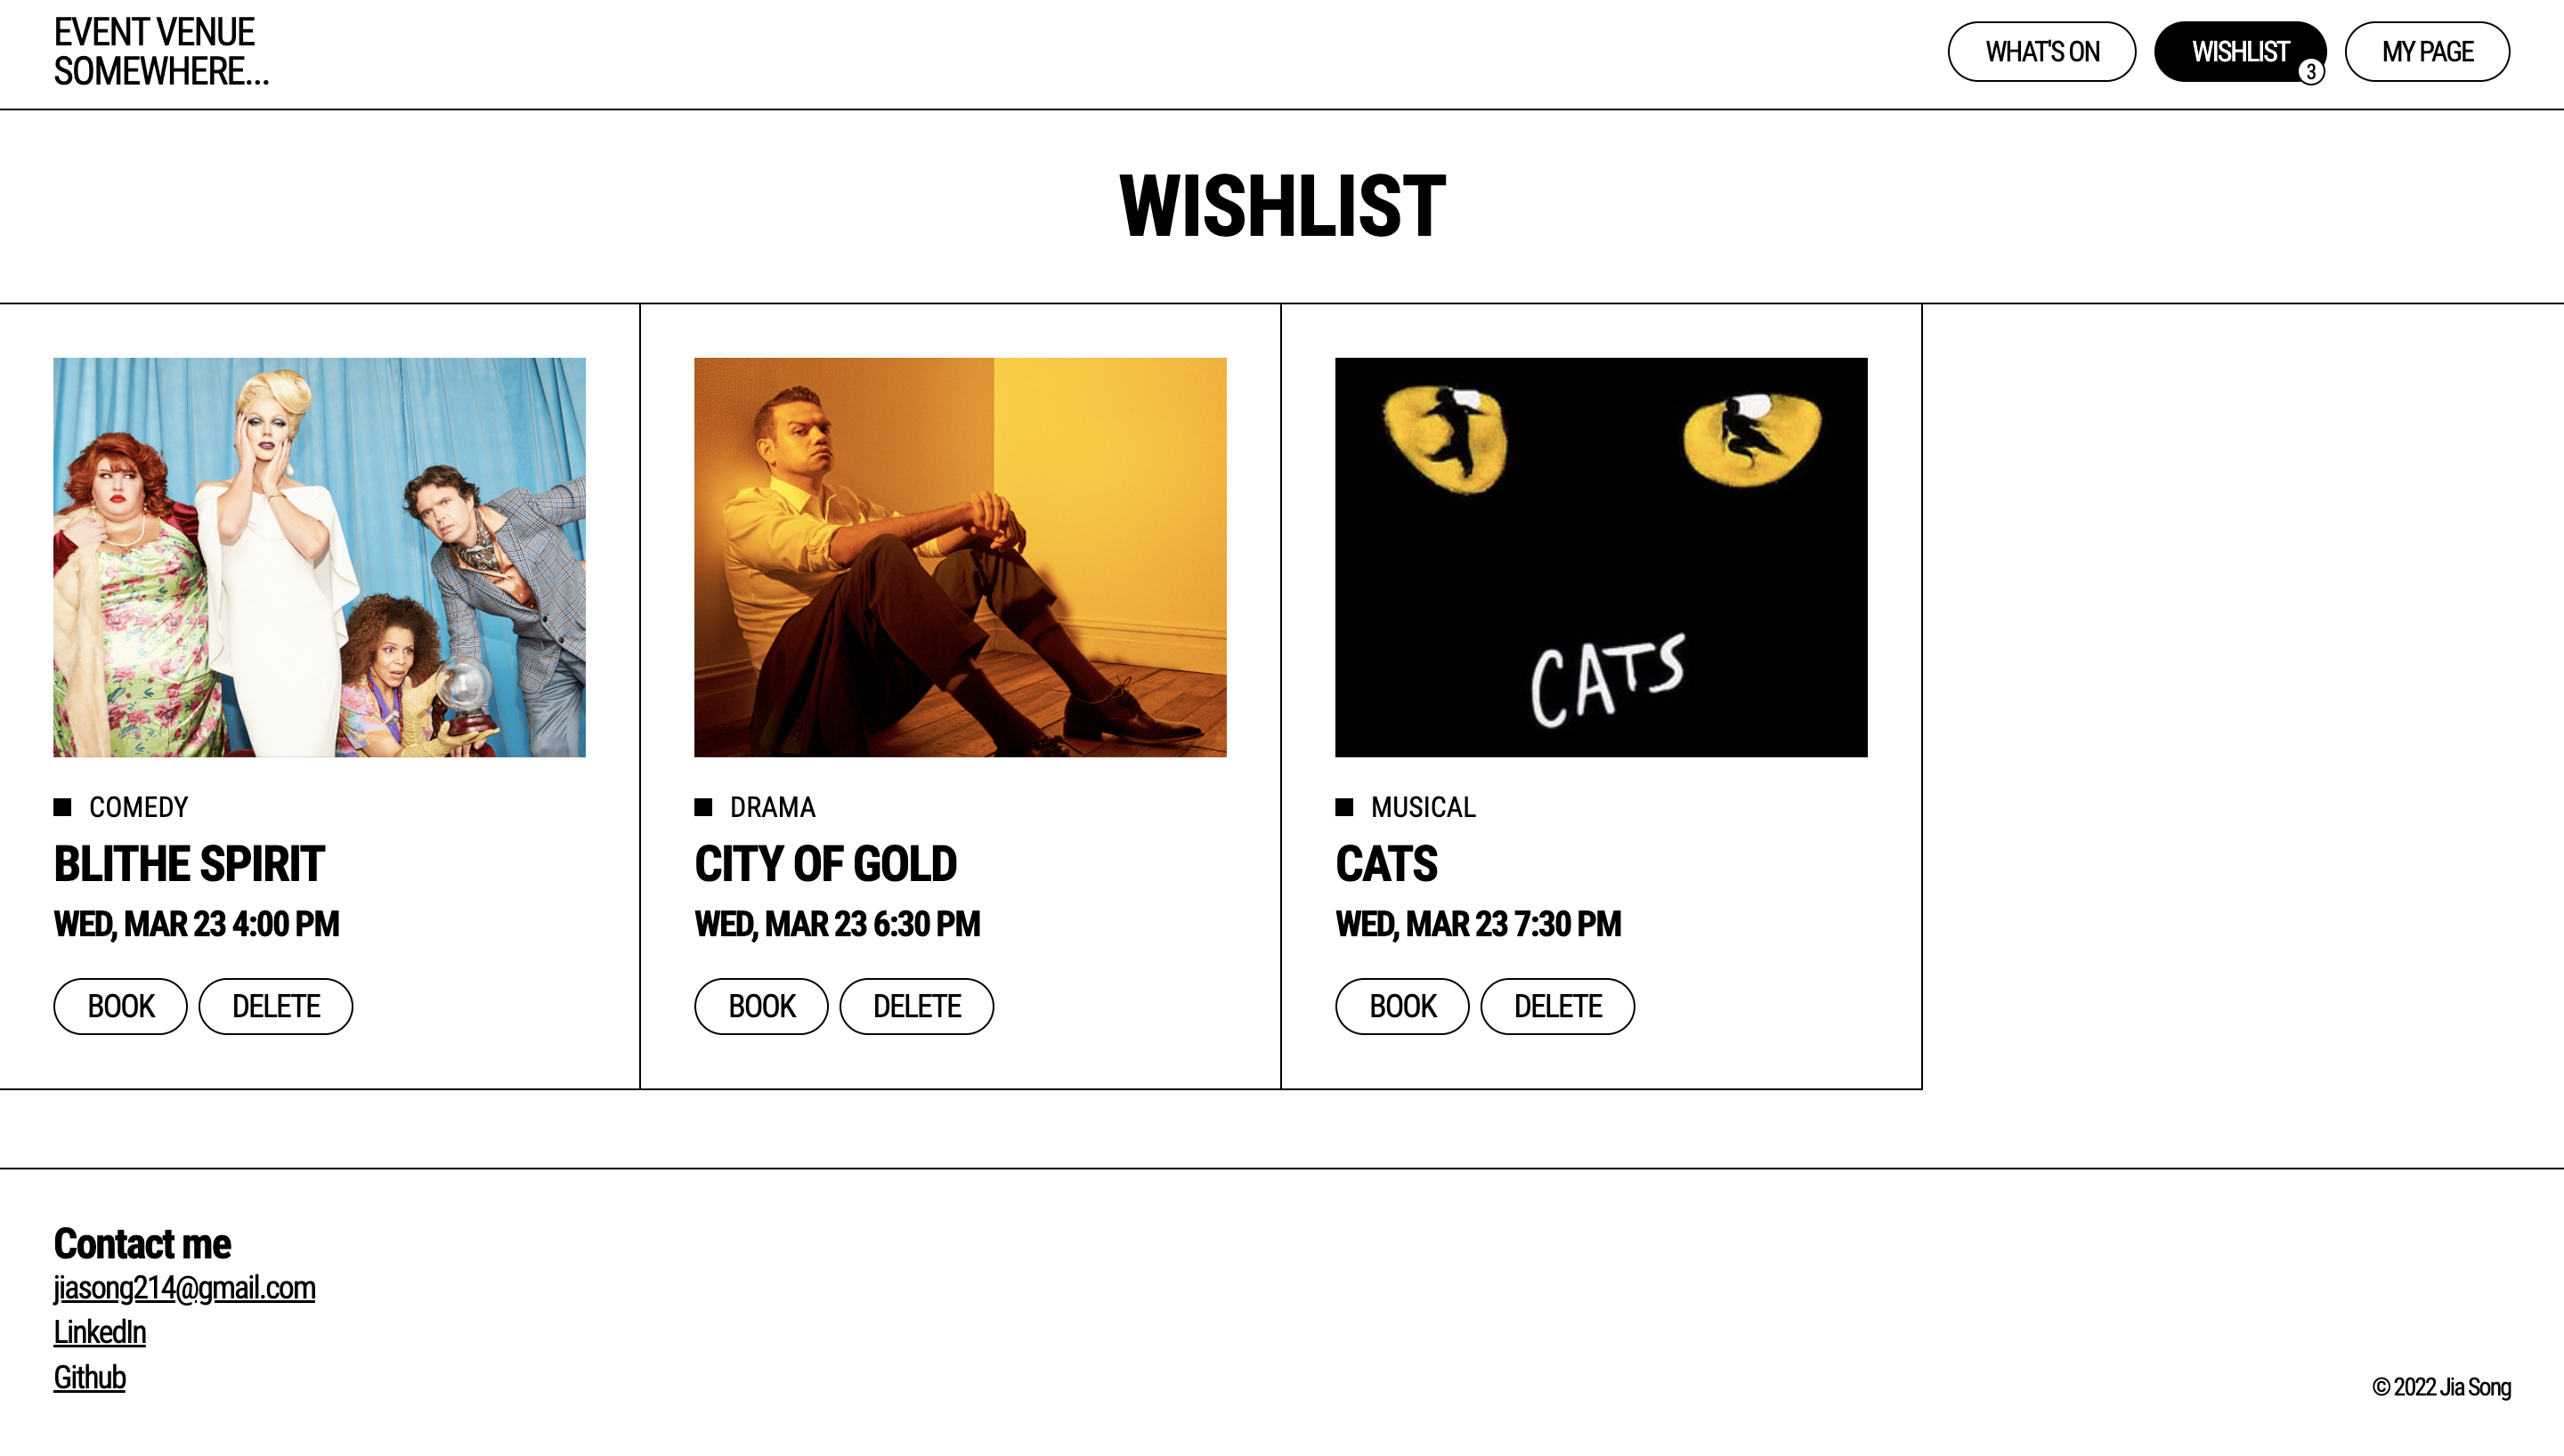 EVENT VENUE
SOMEWHERE...
WHAT'S ON
WISHLIST
3
MY PAGE
WISHLIST
CATS
COMEDY
BLITHE SPIRIT
WED, MAR 23 4:00 PM
BOOK
DELETE
DRAMA
CITY OF GOLD
WED, MAR 23 6:30 PM
BOOK
DELETE
MUSICAL
CATS
WED, MAR 23 7:30 PM
BOOK
DELETE
Contact me
jiasong214@gmail.com
LinkedIn
Github
© 2022 Jia Song